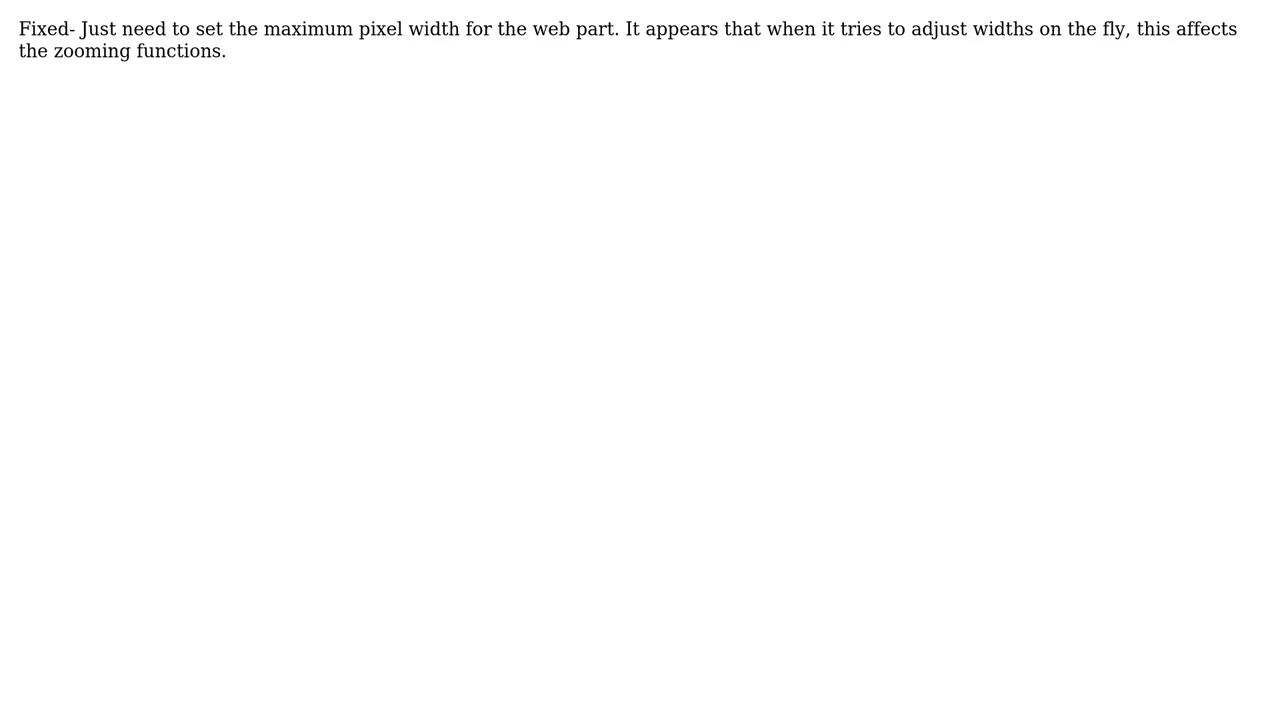 Fixed- Just need to set the maximum pixel width for the web part. It appears that when it tries to adjust widths on the fly, this affects
the zooming functions.